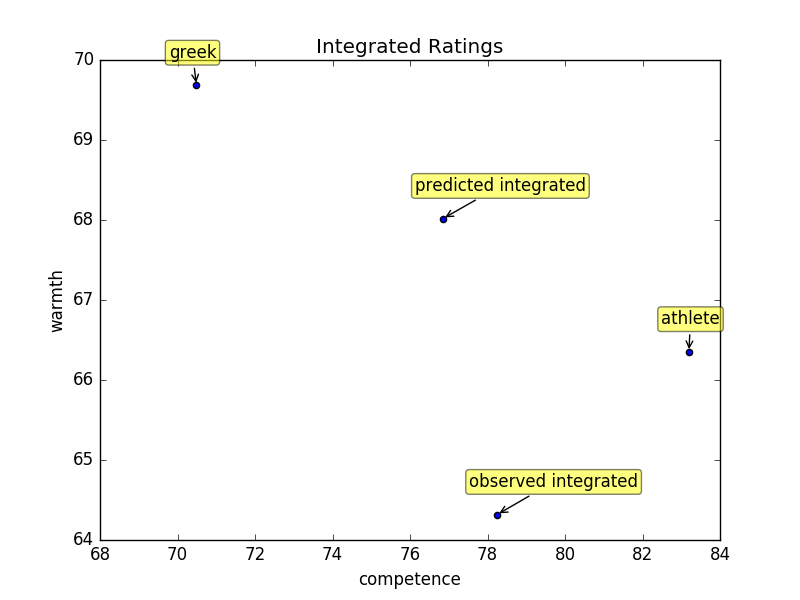 Integrated Ratings
greek
predicted integrated
athlete
observed integrated
warmth
70
69
68
67
66
65
64
68 70 72 74 76 78 80 82 84
competence